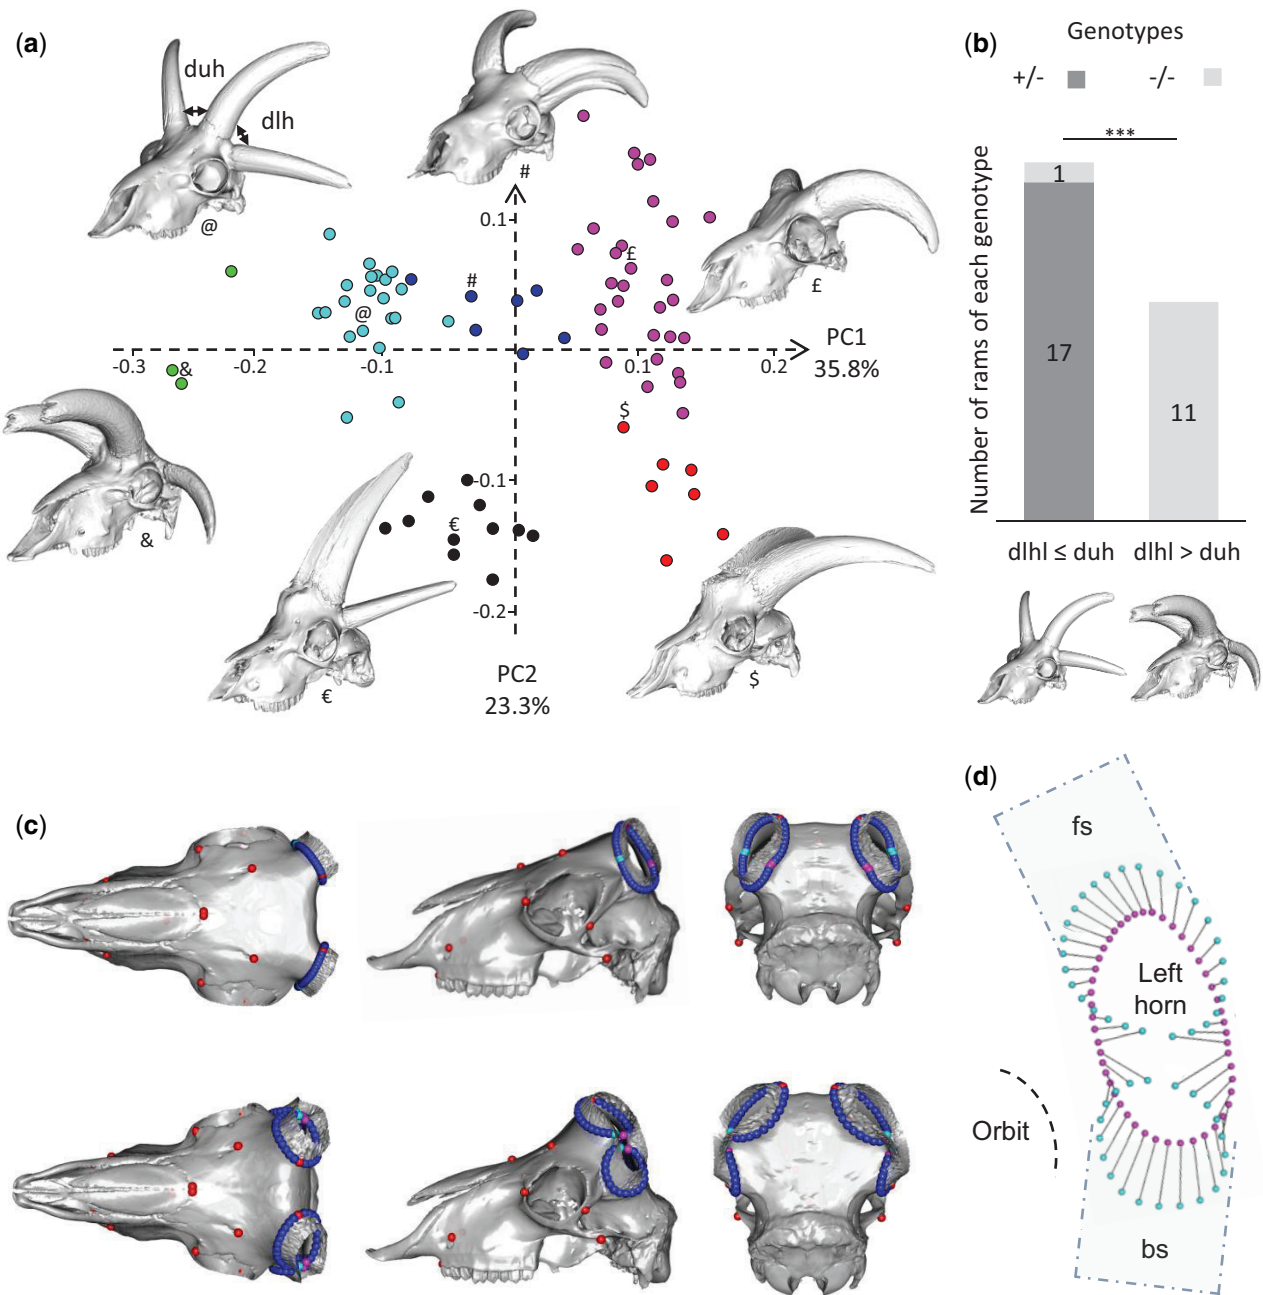 (a)
duh
dlh
@
#
£
#
£
@
0.1
PC1
35.8%
-0.3
-0.2
-0.1
0.1
0.2
&
$
&
-0.1
€
-0.2
€
PC2
23.3%
$
(b)
Genotypes
+/-
-/-
***
Number of rams of each genotype
1
17
11
dlhl ≤ duh
dlhl > duh
(c)
(d)
fs
Left
horn
Orbit
bs